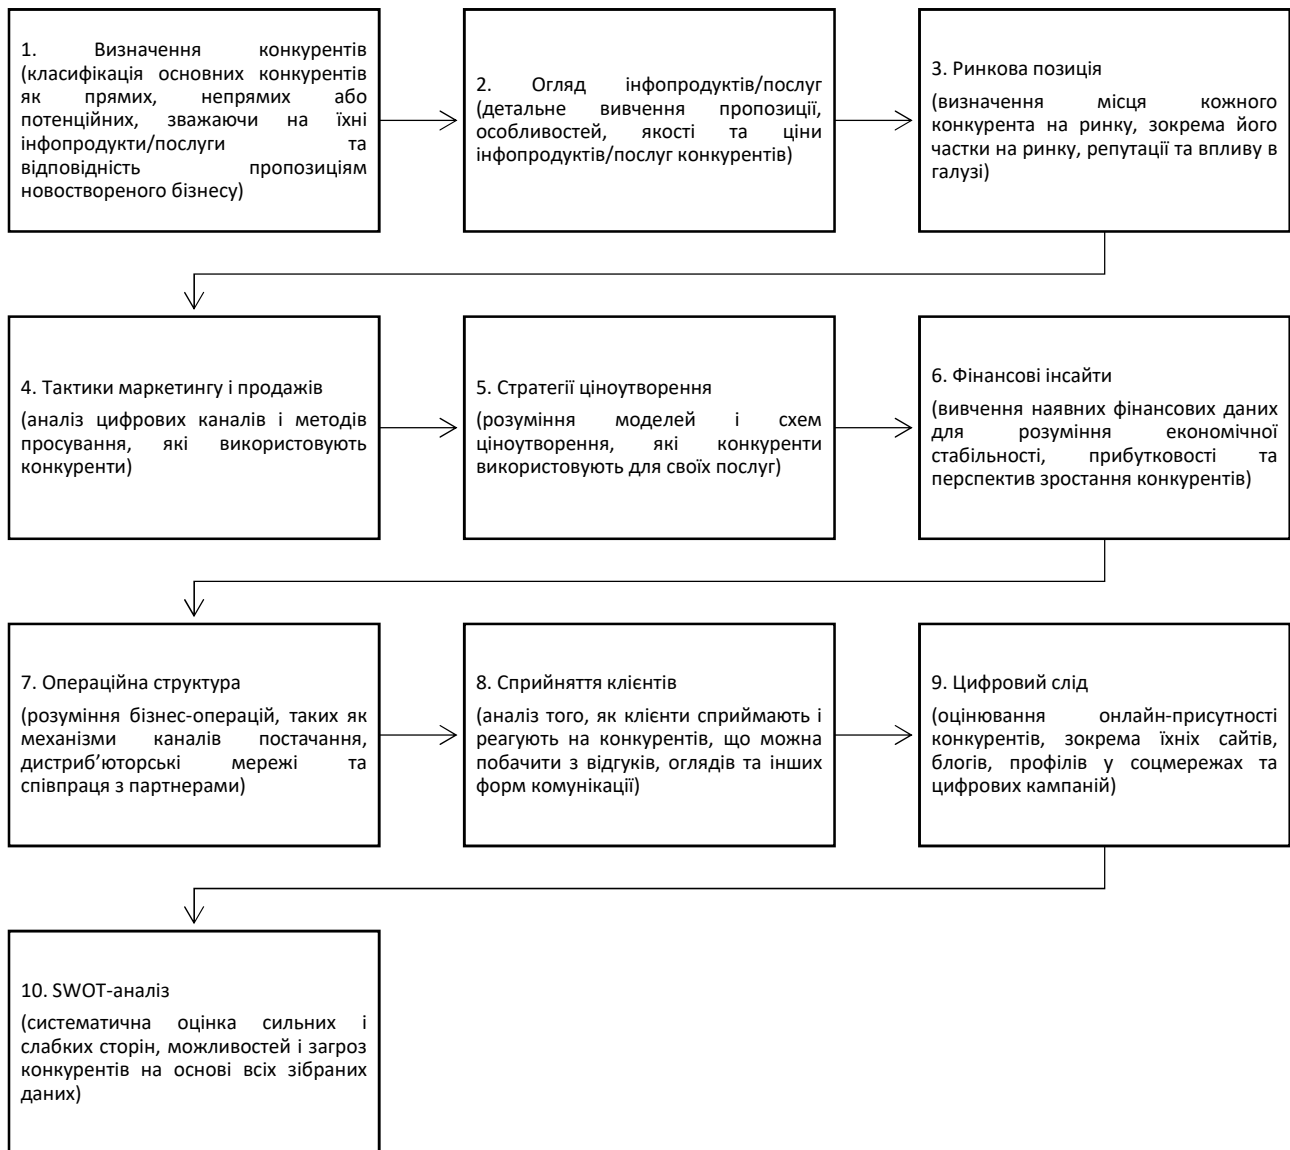 1. Визначення конкурентів
(класифікація основних конкурентів
як прямих, непрямих або
потенційних, зважаючи на їхні
інфопродукти/послуги та
відповідність пропозиціям
новоствореного бізнесу)
2. Огляд інфопродуктів/послуг
(детальне вивчення пропозиції,
особливостей, якості та ціни
інфопродуктів/послуг конкурентів)
3. Ринкова позиція
(визначення місця кожного
конкурента на ринку, зокрема його
частки на ринку, репутації та впливу в
галузі)
4. Тактики маркетингу і продажів
(аналіз цифрових каналів і методів
просування, які використовують
конкуренти)
5. Стратегії ціноутворення
(розуміння моделей і схем
ціноутворення, які конкуренти
використовують для своїх послуг)
6. Фінансові інсайти
(вивчення наявних фінансових даних
для розуміння економічної
стабільності, прибутковості та
перспектив зростання конкурентів)
7. Операційна структура
(розуміння бізнес-операцій, таких як
механізми каналів постачання,
дистриб’юторські мережі та
співпраця з партнерами)
8. Сприйняття клієнтів
(аналіз того, як клієнти сприймають і
реагують на конкурентів, що можна
побачити з відгуків, оглядів та інших
форм комунікації)
9. Цифровий слід
(оцінювання онлайн-присутності
конкурентів, зокрема їхніх сайтів,
блогів, профілів у соцмережах та
цифрових кампаній)
10. SWOT-аналіз
(систематична оцінка сильних і
слабких сторін, можливостей і загроз
конкурентів на основі всіх зібраних
даних)